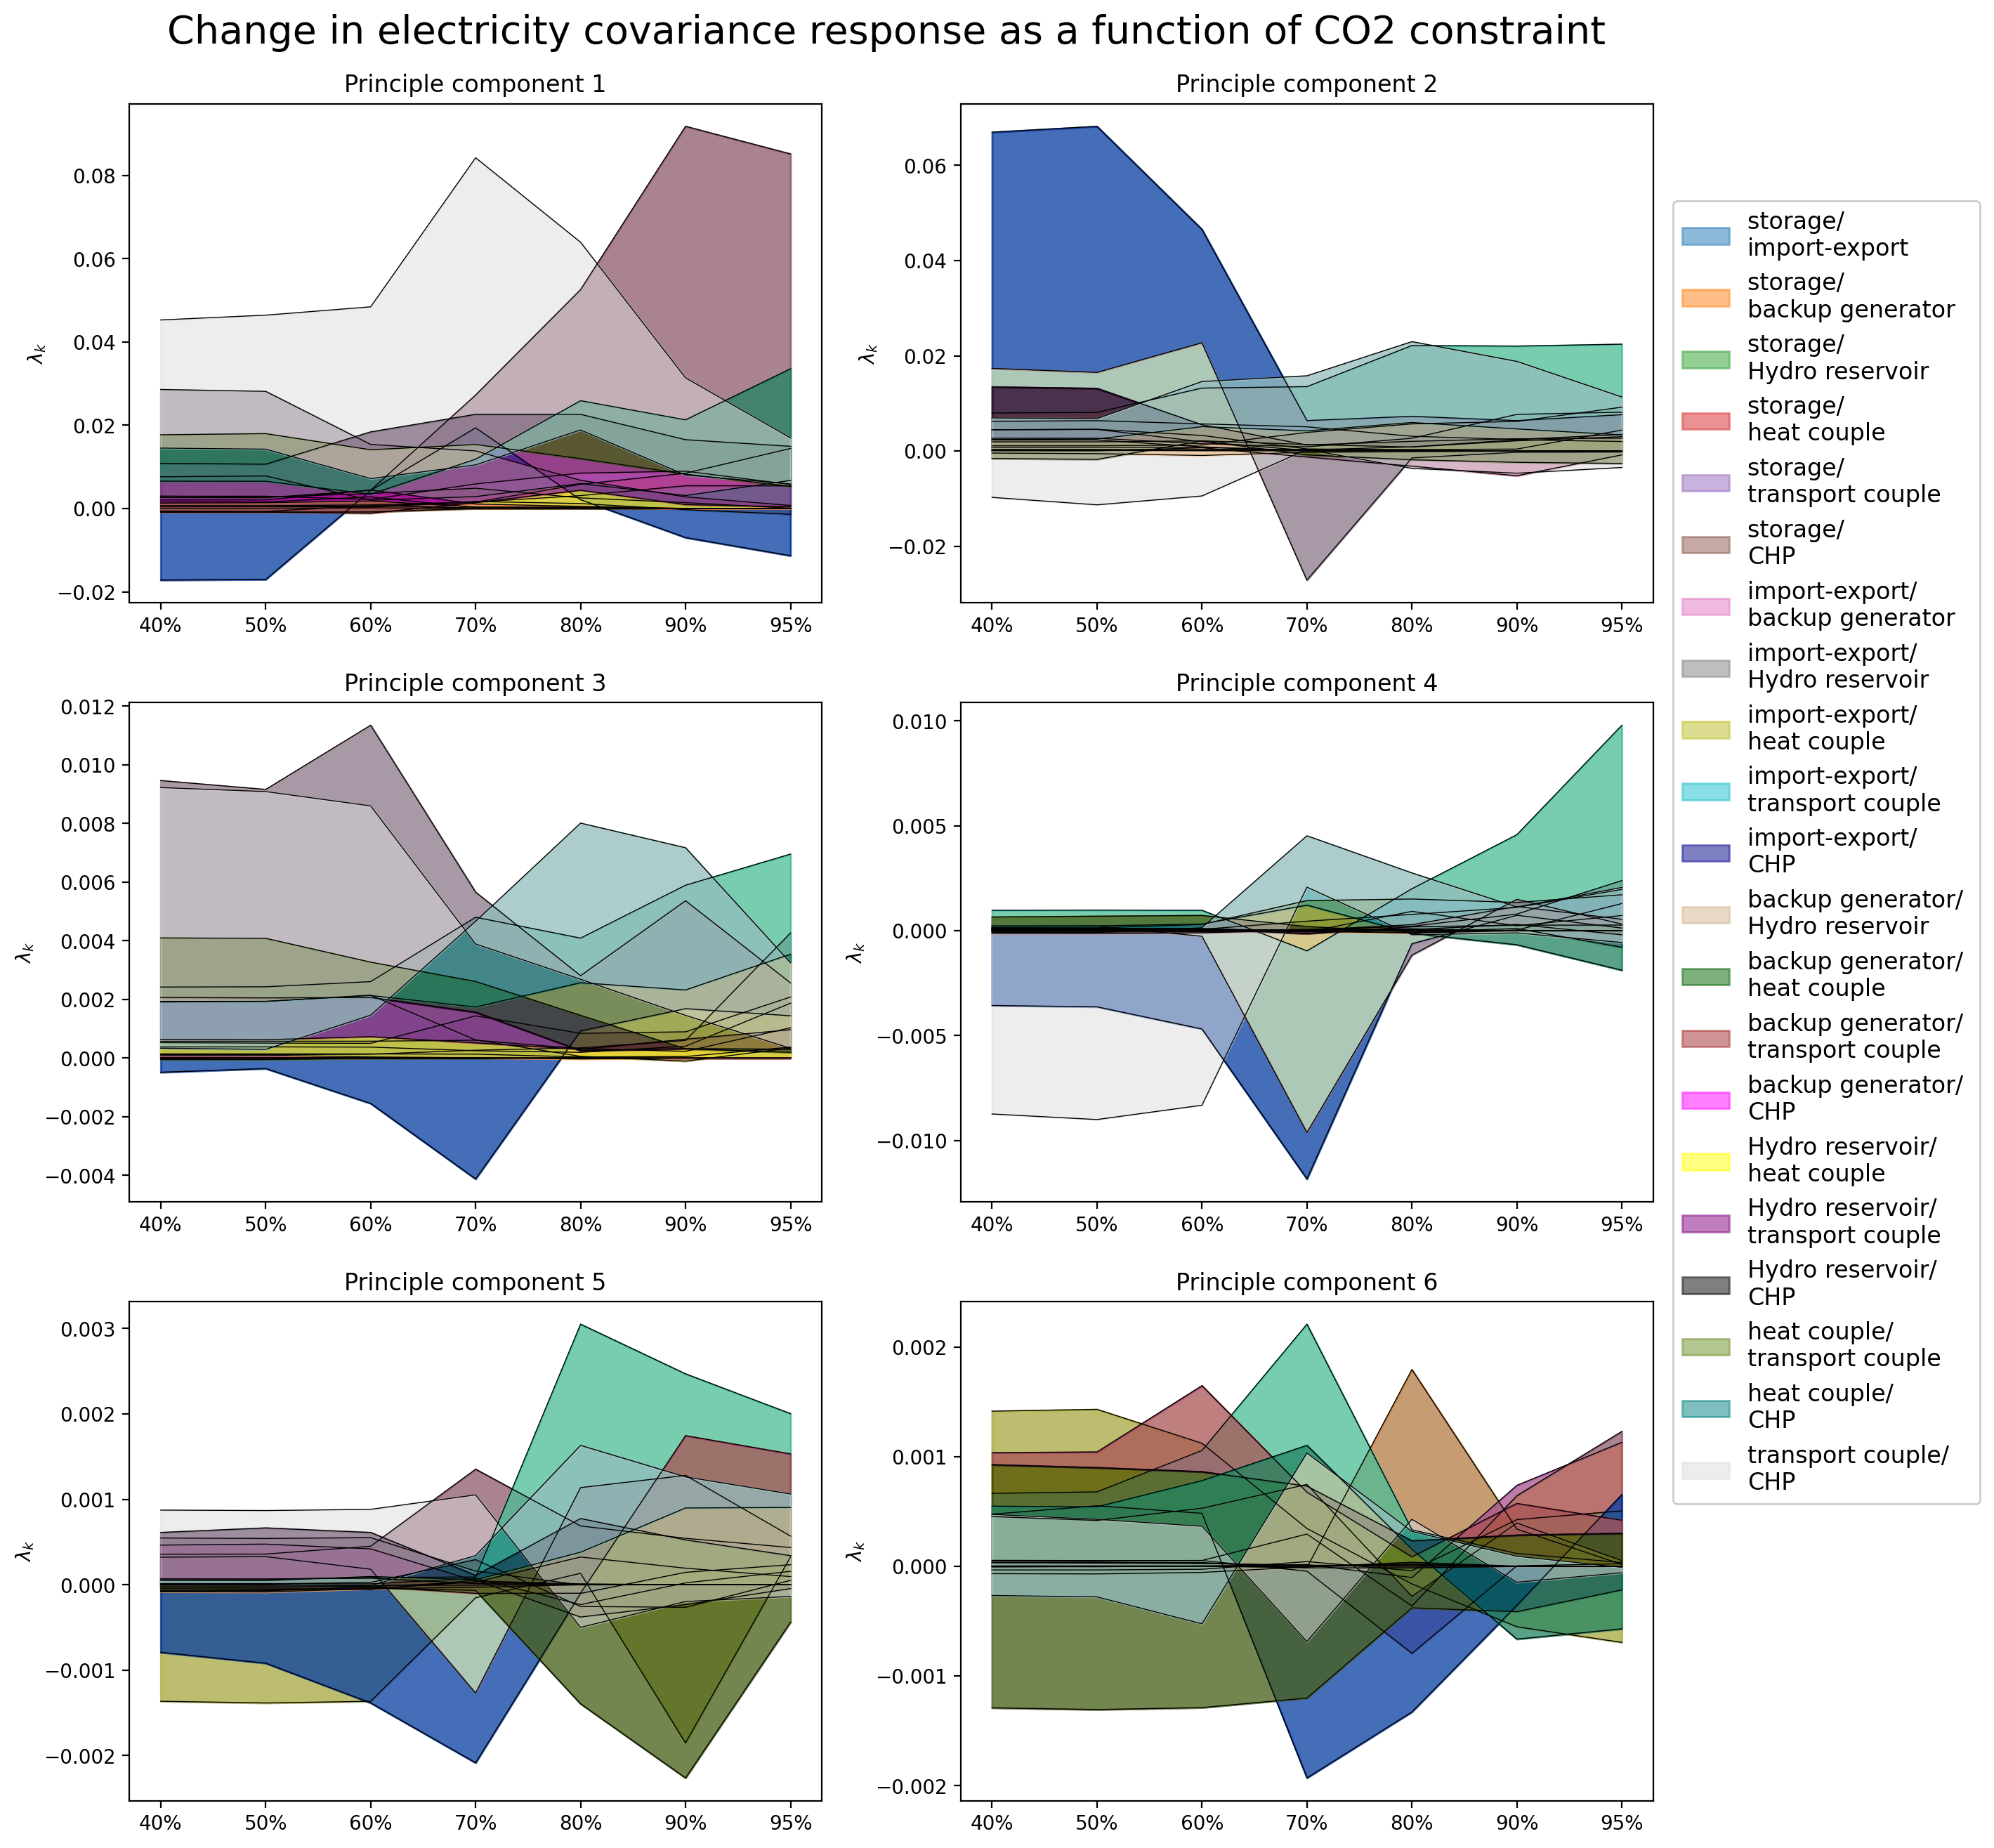 Change in electricity covariance response as a function of CO2 constraint
Principle component 1
λk
0.08
0.06
0.04
0.02
0.00
−0.02
40% 50% 60% 70% 80% 90% 95%
Principle component 2
λk
0.06
0.04
0.02
0.00
−0.02
40% 50% 60% 70% 80% 90% 95%
Principle component 3
λk
0.012
0.010
0.008
0.006
0.004
0.002
0.000
−0.002
−0.004
40% 50% 60% 70% 80% 90% 95%
Principle component 4
λk
0.010
0.005
0.000
−0.005
−0.010
40% 50% 60% 70% 80% 90% 95%
Principle component 5
λk
0.003
0.002
0.001
0.000
−0.001
−0.002
40% 50% 60% 70% 80% 90% 95%
Principle component 6
λk
0.002
0.001
0.000
−0.001
−0.002
40% 50% 60% 70% 80% 90% 95%
storage/
import-export
storage/
backup generator
storage/
Hydro reservoir
storage/
heat couple
storage/
transport couple
storage/
CHP
import-export/
backup generator
import-export/
Hydro reservoir
import-export/
heat couple
import-export/
transport couple
import-export/
CHP
backup generator/
Hydro reservoir
backup generator/
heat couple
backup generator/
transport couple
backup generator/
CHP
Hydro reservoir/
heat couple
Hydro reservoir/
transport couple
Hydro reservoir/
CHP
heat couple/
transport couple
heat couple/
CHP
transport couple/
CHP